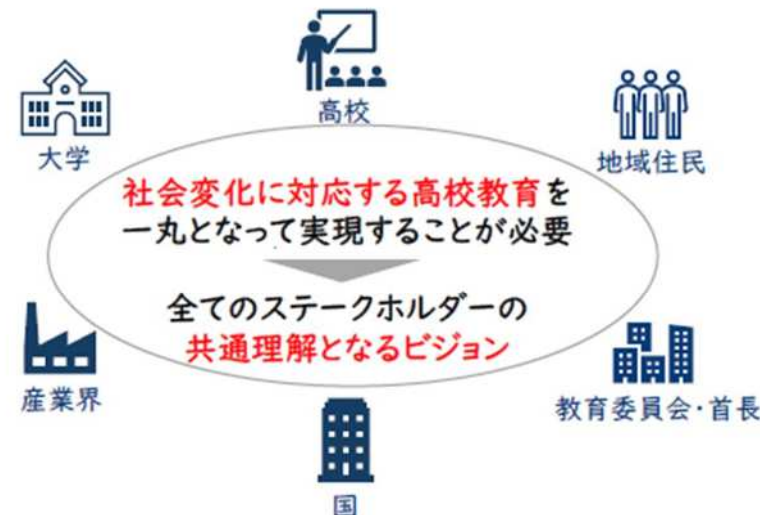 高校
大学
地域住民
社会変化に対応する高校教育を
一丸となって実現することが必要
全てのステークホルダーの
共通理解となるビジョン
産業界
教育委員会・首長
国